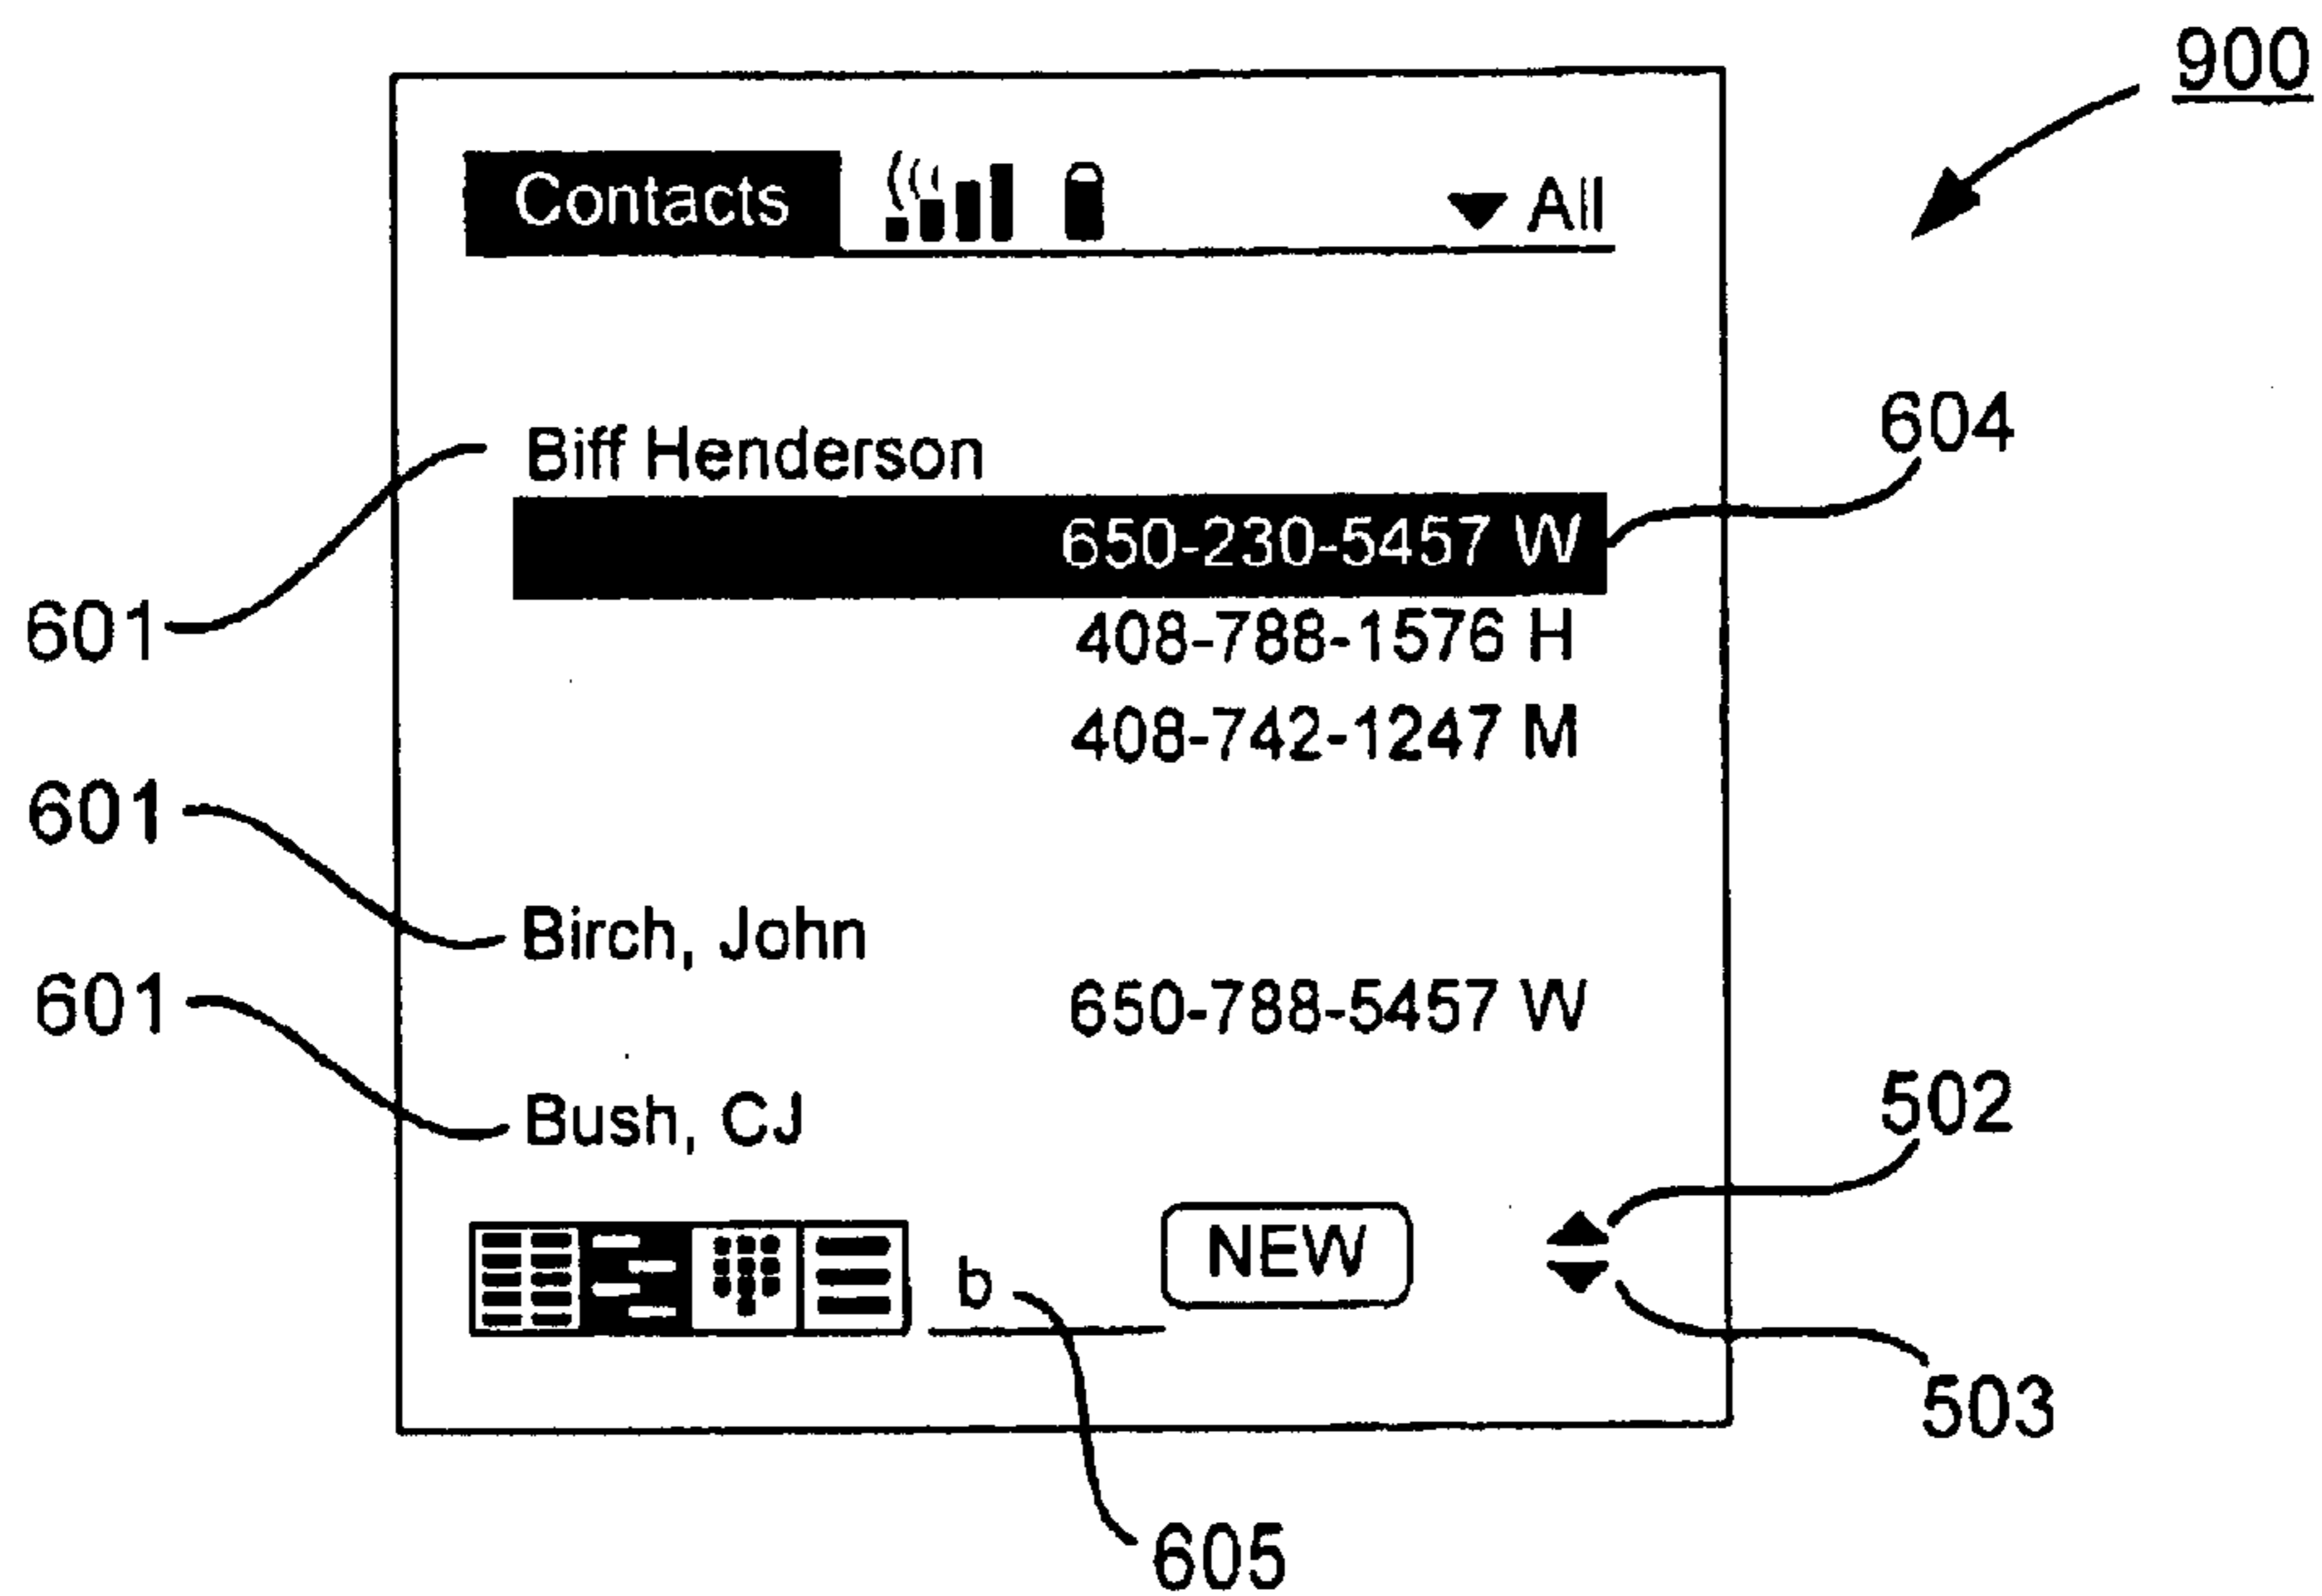 900
Contacts ▼ All
604
Biff Henderson
650-230-5457 W
601
408-788-1576 H
408-742-1247 M
601
Birch, John
601
650-788-5457 W
502
Bush, CJ
b
NEW
503
605